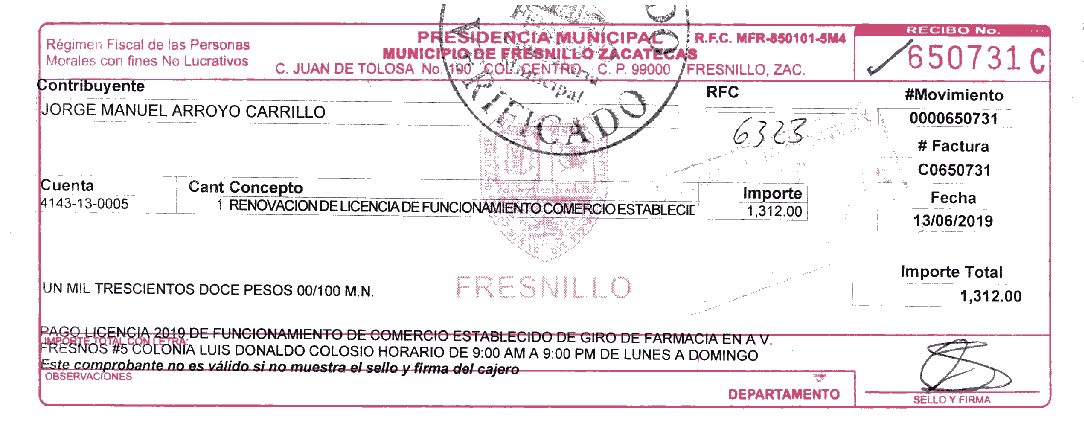 Régimen Fiscal de las Personas
Morales con fines No Lucrativos
PRESIDENCIA MUNICIPAL
MUNICIPIO DE FRESNILLO ZACATECAS
R.F.C. MFR-850101-5M4
C. JUAN DE TOLOSA No. 100 COL. CENTRO C. P. 99000 FRESNILLO, ZAC.
RECIBO No.
650731 C
Municipal
RIFICADO
Contribuyente
JORGE MANUEL ARROYO CARRILLO
RFC
6323
#Movimiento
0000650731
# Factura
C0650731
Fecha
13/06/2019
Cuenta Cant Concepto Importe
4143-13-0005 1 RENOVACION DE LICENCIA DE FUNCIONAMIENTO COMERCIO ESTABLECIE 1,312.00
FRESNILLO
Importe Total
1,312.00
UN MIL TRESCIENTOS DOCE PESOS 00/100 M.N.
PAGO LICENCIA 2019 DE FUNCIONAMIENTO DE COMERCIO ESTABLECIDO DE GIRO DE FARMACIA EN A V.
IMPORTE TOTAL CON LETRA:
FRESNOS #5 COLONIA LUIS DONALDO COLOSIO HORARIO DE 9:00 AM A 9:00 PM DE LUNES A DOMINGO
Este comprobante no es válido si no muestra el sello y firma del cajero
OBSERVACIONES
DEPARTAMENTO
SELLO Y FIRMA